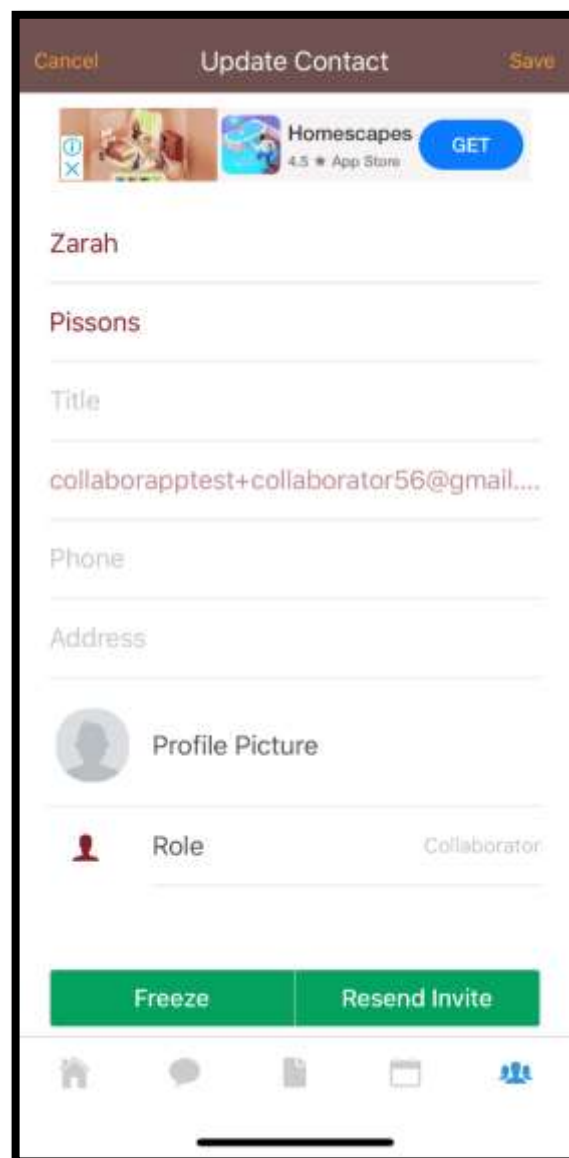 Cancel Update Contact Save
Homescapes
4.5 ★ App Store
GET
Zarah
Pissons
Title
collaborapptest+collaborator56@gmail....
Phone
Address
Profile Picture
Role Collaborator
Freeze Resend Invite